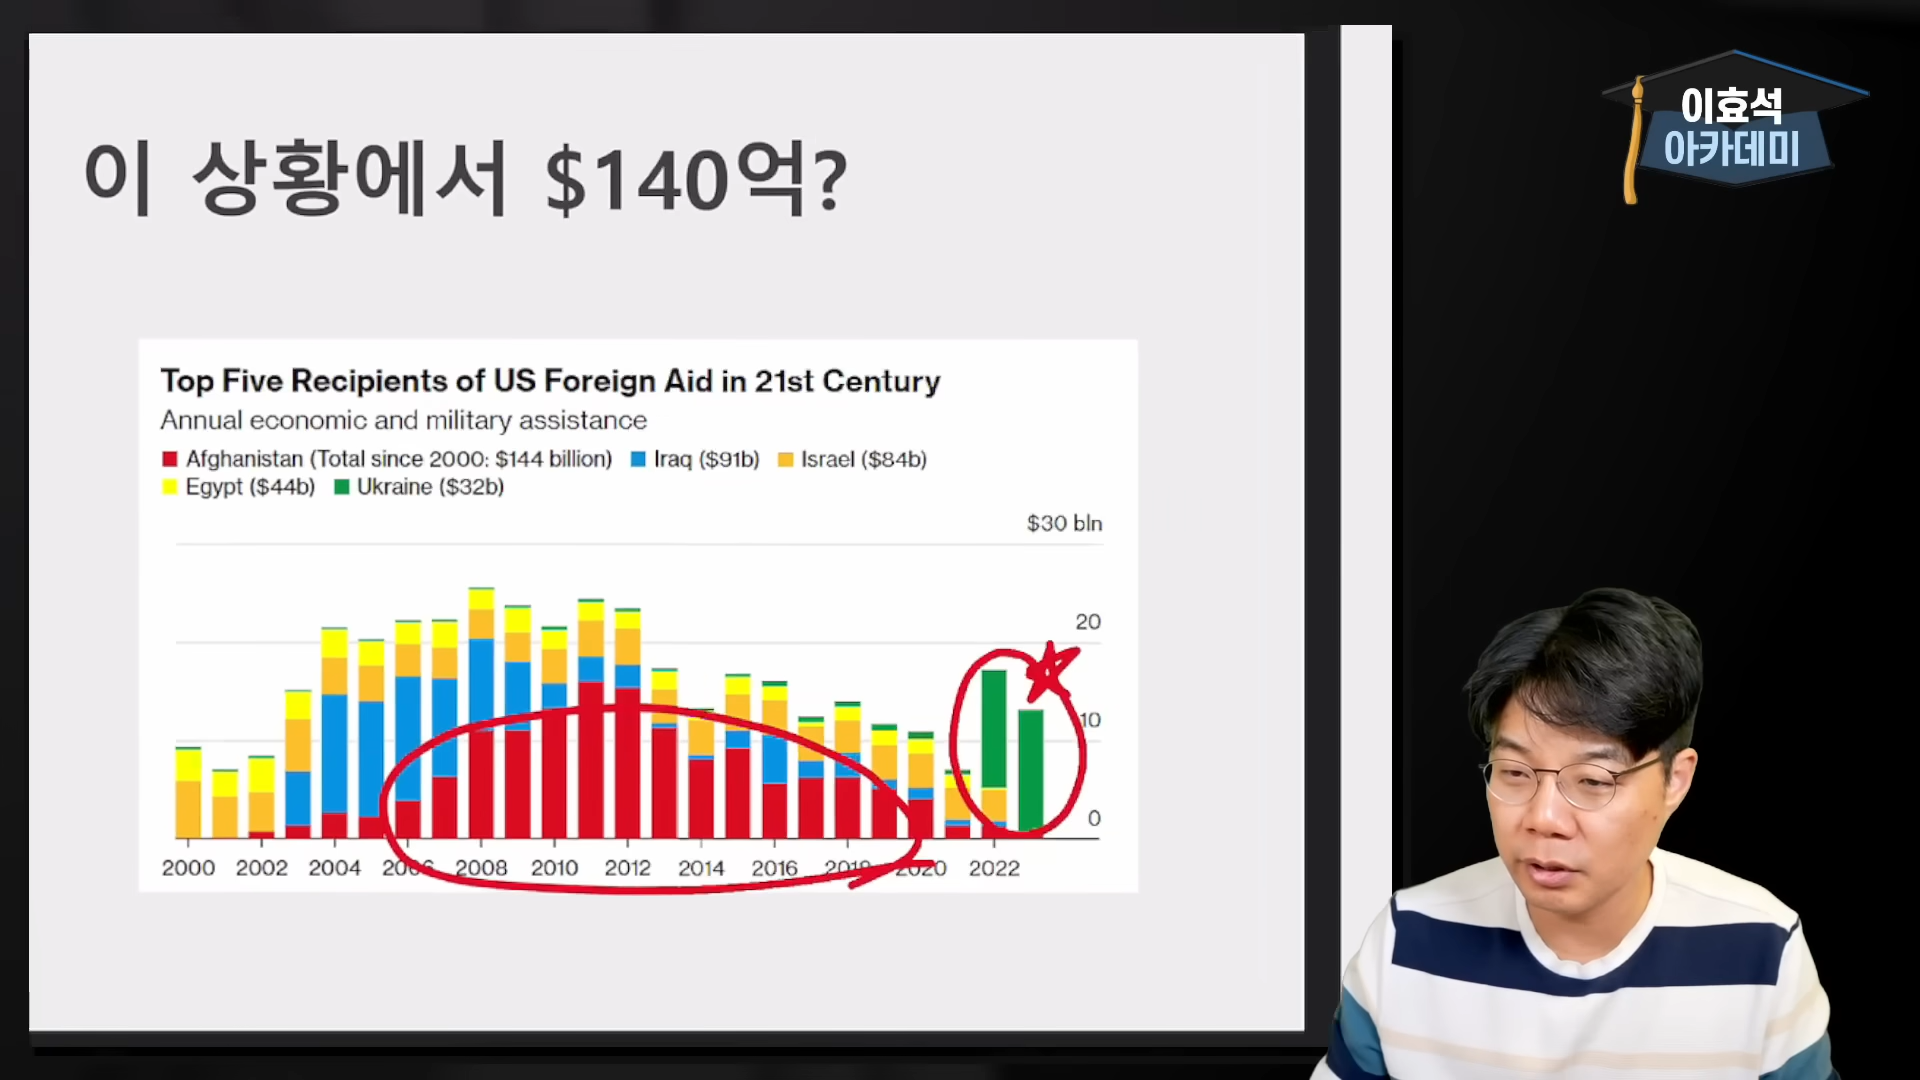 이 상황에서 $140억?
이효석
아카데미
Top Five Recipients of US Foreign Aid in 21st Century
Annual economic and military assistance
Afghanistan (Total since 2000: $144 billion) Iraq ($91b) Israel ($84b)
Egypt ($44b) Ukraine ($32b)
$30 bln
20
10
0
2000 2002 2004 2006 2008 2010 2012 2014 2016 2018 2020 2022